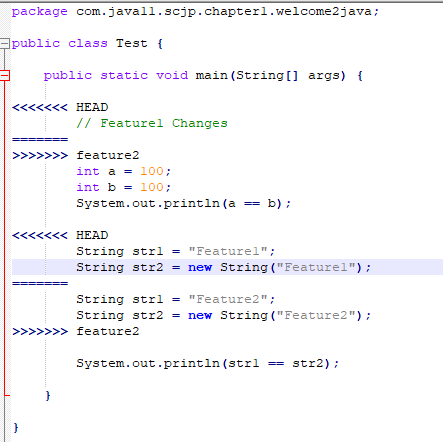 package com.java11.scjp.chapter1.welcome2java;
public class Test {
public static void main(String[] args) {
<<<<<<< HEAD
// Feature1 Changes
=======
>>>>>>> feature2
int a = 100;
int b = 100;
System.out.println(a == b);
<<<<<<< HEAD
String str1 = "Feature1";
String str2 = new String("Feature1");
=======
String str1 = "Feature2";
String str2 = new String("Feature2");
>>>>>>> feature2
System.out.println(str1 == str2);
}
}